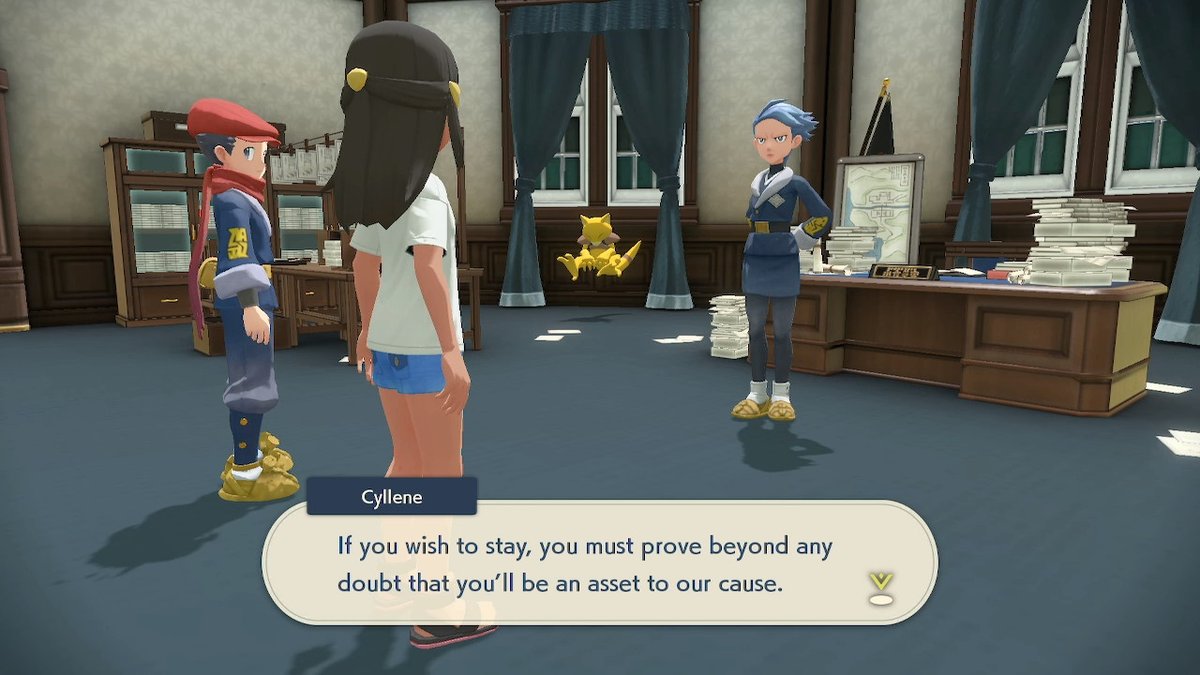 Cyllene
If you wish to stay, you must prove beyond any
doubt that you'll be an asset to our cause.